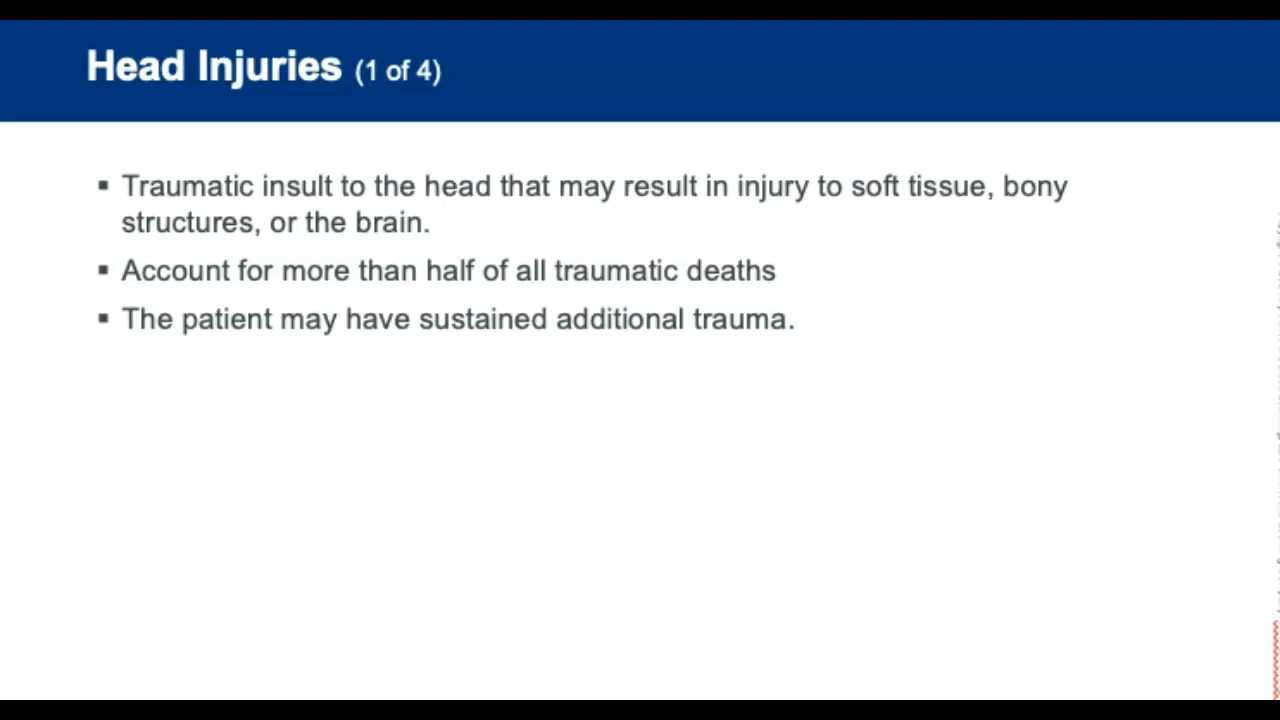 Head Injuries (1 of 4)
▪ Traumatic insult to the head that may result in injury to soft tissue, bony
structures, or the brain.
▪ Account for more than half of all traumatic deaths
▪ The patient may have sustained additional trauma.